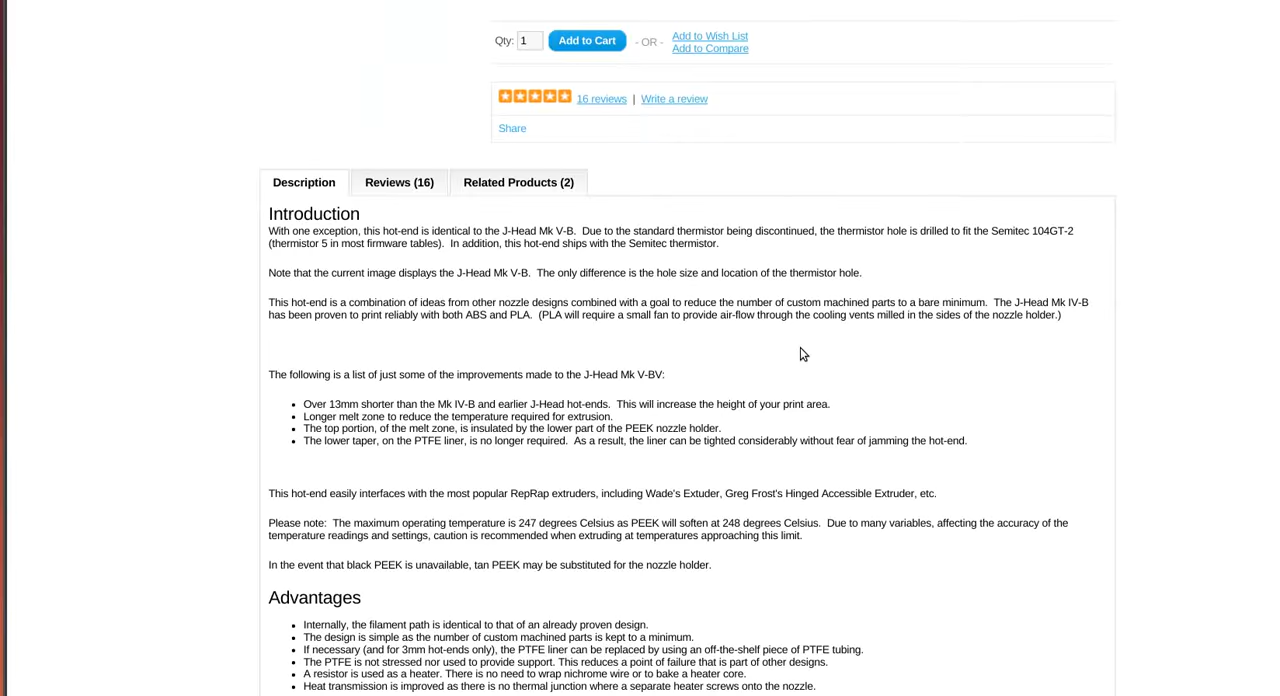 Qty: 1 Add to Cart - OR - Add to Wish List
Add to Compare
16 reviews | Write a review
Share
Description Reviews (16) Related Products (2)
Introduction
With one exception, this hot-end is identical to the J-Head Mk V-B. Due to the standard thermistor being discontinued, the thermistor hole is drilled to fit the Semitec 104GT-2
(thermistor 5 in most firmware tables). In addition, this hot-end ships with the Semitec thermistor.
Note that the current image displays the J-Head Mk V-B. The only difference is the hole size and location of the thermistor hole.
This hot-end is a combination of ideas from other nozzle designs combined with a goal to reduce the number of custom machined parts to a bare minimum. The J-Head Mk IV-B
has been proven to print reliably with both ABS and PLA. (PLA will require a small fan to provide air-flow through the cooling vents milled in the sides of the nozzle holder.)
The following is a list of just some of the improvements made to the J-Head Mk V-BV:
• Over 13mm shorter than the Mk IV-B and earlier J-Head hot-ends. This will increase the height of your print area.
• Longer melt zone to reduce the temperature required for extrusion.
• The top portion, of the melt zone, is insulated by the lower part of the PEEK nozzle holder.
• The lower taper, on the PTFE liner, is no longer required. As a result, the liner can be tighted considerably without fear of jamming the hot-end.
This hot-end easily interfaces with the most popular RepRap extruders, including Wade's Extuder, Greg Frost's Hinged Accessible Extruder, etc.
Please note: The maximum operating temperature is 247 degrees Celsius as PEEK will soften at 248 degrees Celsius. Due to many variables, affecting the accuracy of the
temperature readings and settings, caution is recommended when extruding at temperatures approaching this limit.
In the event that black PEEK is unavailable, tan PEEK may be substituted for the nozzle holder.
Advantages
• Internally, the filament path is identical to that of an already proven design.
• The design is simple as the number of custom machined parts is kept to a minimum.
• If necessary (and for 3mm hot-ends only), the PTFE liner can be replaced by using an off-the-shelf piece of PTFE tubing.
• The PTFE is not stressed nor used to provide support. This reduces a point of failure that is part of other designs.
• A resistor is used as a heater. There is no need to wrap nichrome wire or to bake a heater core.
• Heat transmission is improved as there is no thermal junction where a separate heater screws onto the nozzle.